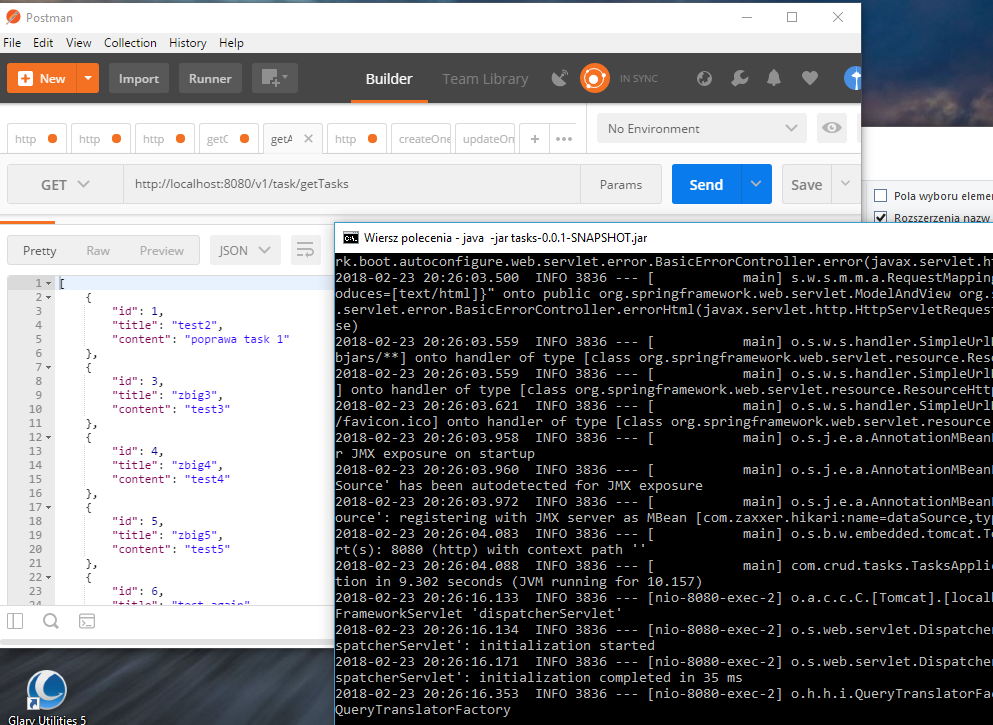 Postman
File Edit View Collection History Help
New Import Runner Builder Team Library IN SYNC
http http http getC getA http createOne updateOn
No Environment
GET http://localhost:8080/v1/task/getTasks Params Send Save
Pola wyboru elemen
Rozszerzenia nazw
Pretty Raw Preview JSON
1 [
2 {
3 "id": 1,
4 "title": "test2",
5 "content": "poprawa task 1"
6 },
7 {
8 "id": 3,
9 "title": "zbig3",
10 "content": "test3"
11 },
12 {
13 "id": 4,
14 "title": "zbig4",
15 "content": "test4"
16 },
17 {
18 "id": 5,
19 "title": "zbig5",
20 "content": "test5"
21 },
22 {
23 "id": 6,
24 "title": "test again"
Wiersz polecenia - java -jar tasks-0.0.1-SNAPSHOT.jar
rk.boot.autoconfigure.web.servlet.error.BasicErrorController.error(javax.servlet.ht
2018-02-23 20:26:03.500 INFO 3836 --- [ main] s.w.s.m.m.a.RequestMapping
oduces=[text/html]}" onto public org.springframework.web.servlet.ModelAndView org.s
.servlet.error.BasicErrorController.errorHtml(javax.servlet.http.HttpServletRequest
se)
2018-02-23 20:26:03.559 INFO 3836 --- [ main] o.s.w.s.handler.SimpleUrlH
bjars/**] onto handler of type [class org.springframework.web.servlet.resource.Reso
2018-02-23 20:26:03.559 INFO 3836 --- [ main] o.s.w.s.handler.SimpleUrlH
] onto handler of type [class org.springframework.web.servlet.resource.ResourceHttp
2018-02-23 20:26:03.621 INFO 3836 --- [ main] o.s.w.s.handler.SimpleUrlH
/favicon.ico] onto handler of type [class org.springframework.web.servlet.resource.
2018-02-23 20:26:03.958 INFO 3836 --- [ main] o.s.j.e.a.AnnotationMBeanE
r JMX exposure on startup
2018-02-23 20:26:03.960 INFO 3836 --- [ main] o.s.j.e.a.AnnotationMBeanE
Source' has been autodetected for JMX exposure
2018-02-23 20:26:03.972 INFO 3836 --- [ main] o.s.j.e.a.AnnotationMBeanE
ource': registering with JMX server as MBean [com.zaxxer.hikari:name=dataSource,typ
2018-02-23 20:26:04.083 INFO 3836 --- [ main] o.s.b.w.embedded.tomcat.To
rt(s): 8080 (http) with context path ''
2018-02-23 20:26:04.088 INFO 3836 --- [ main] com.crud.tasks.TasksApplic
tion in 9.302 seconds (JVM running for 10.157)
2018-02-23 20:26:16.133 INFO 3836 --- [nio-8080-exec-2] o.a.c.c.C.[Tomcat].[localh
FrameworkServlet 'dispatcherServlet'
2018-02-23 20:26:16.134 INFO 3836 --- [nio-8080-exec-2] o.s.web.servlet.Dispatcher
spatcherServlet': initialization started
2018-02-23 20:26:16.171 INFO 3836 --- [nio-8080-exec-2] o.s.web.servlet.Dispatcher
spatcherServlet': initialization completed in 35 ms
2018-02-23 20:26:16.353 INFO 3836 --- [nio-8080-exec-2] o.h.h.i.QueryTranslatorFac
QueryTranslatorFactory
Glary Utilities 5